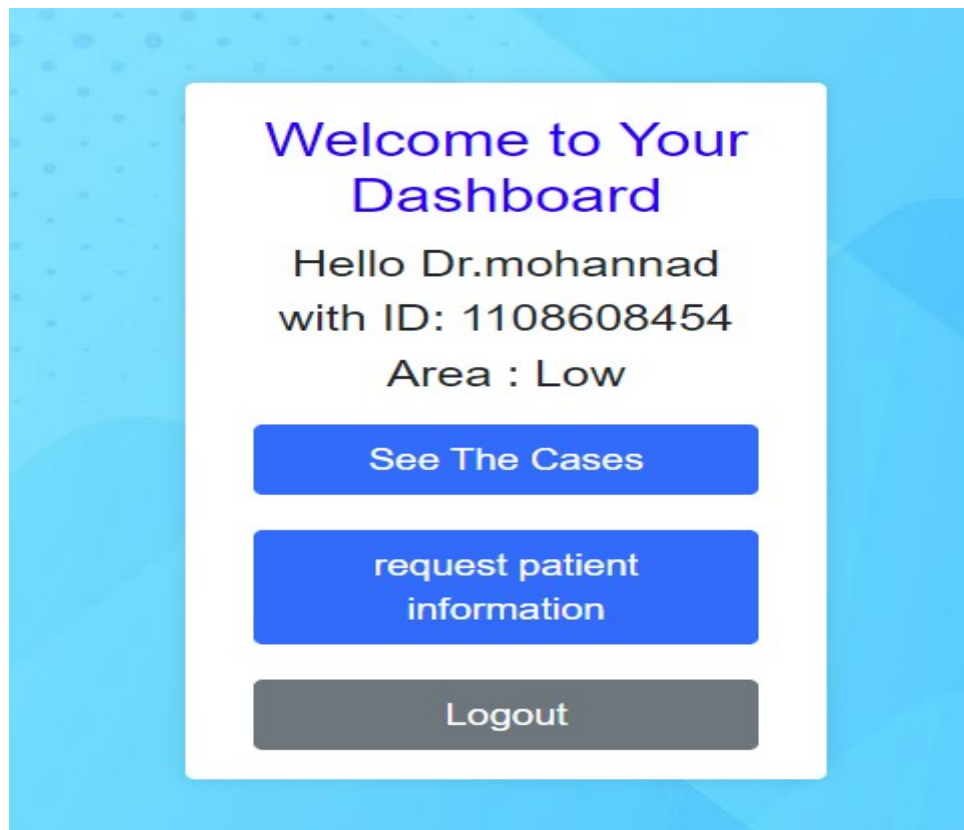 Welcome to Your
Dashboard
Hello Dr.mohannad
with ID: 1108608454
Area : Low
See The Cases
request patient
information
Logout